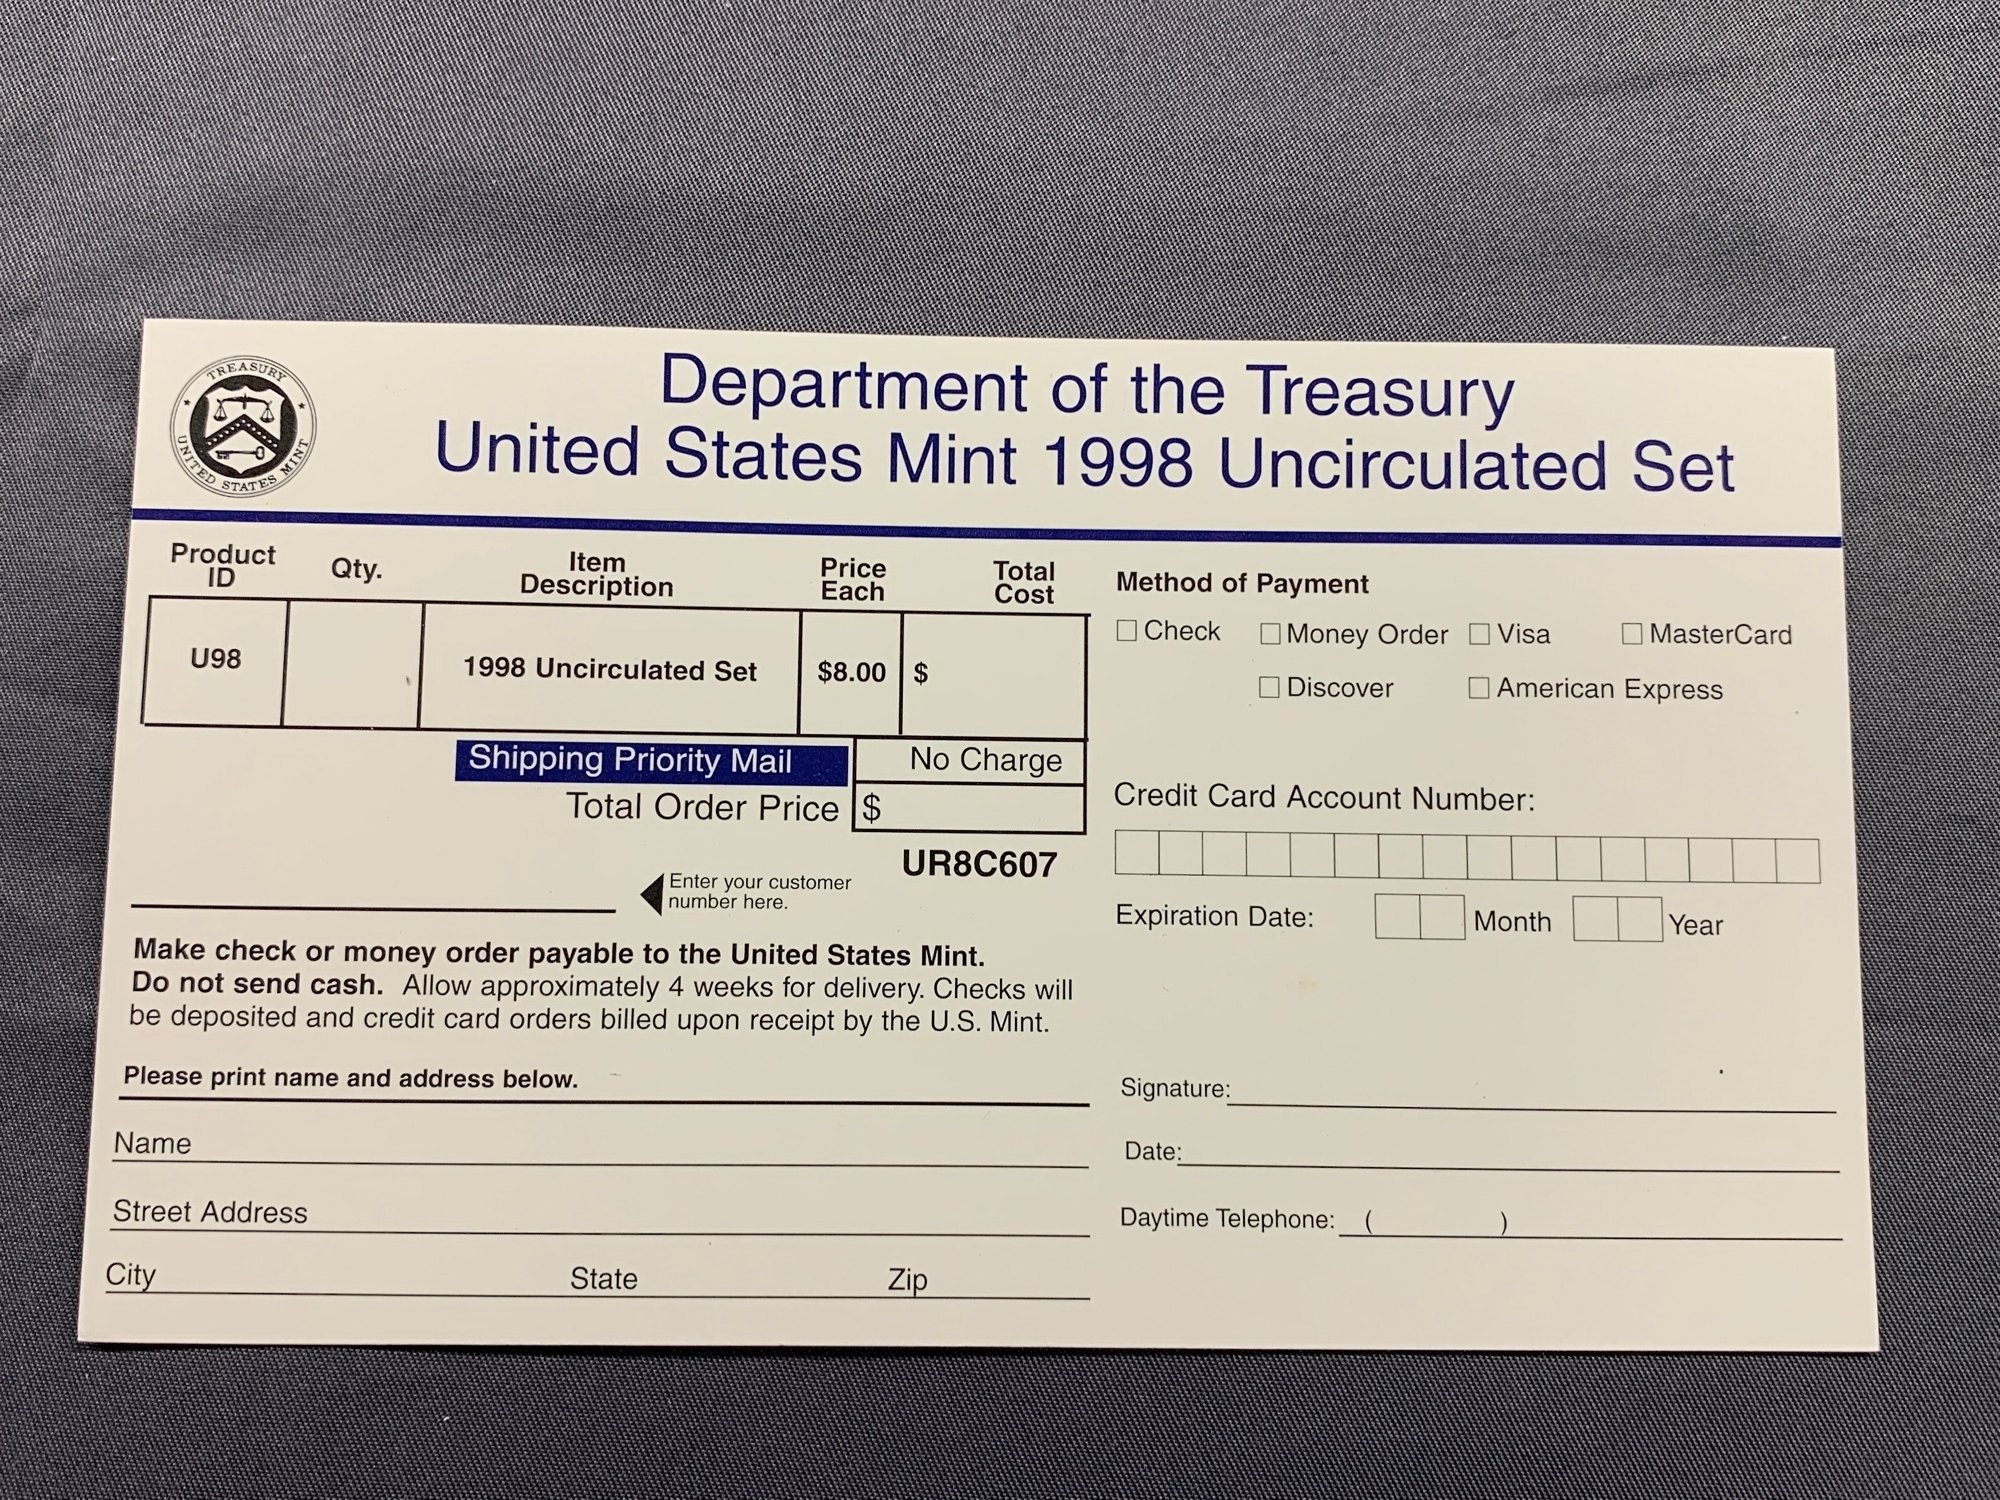 TREASURY
UNITED STATES MINT
Department of the Treasury
United States Mint 1998 Uncirculated Set
Product
ID
Qty.
Item
Description
Price
Each
Total
Cost
U98
1998 Uncirculated Set
$8.00
$
Shipping Priority Mail
No Charge
Total Order Price
$
UR8C607
Enter your customer
number here.
Make check or money order payable to the United States Mint.
Do not send cash. Allow approximately 4 weeks for delivery. Checks will
be deposited and credit card orders billed upon receipt by the U.S. Mint.
Please print name and address below.
Name
Street Address
City State Zip
Method of Payment
Check Money Order Visa MasterCard
Discover American Express
Credit Card Account Number:
Expiration Date: Month Year
Signature:
Date:
Daytime Telephone: ( )